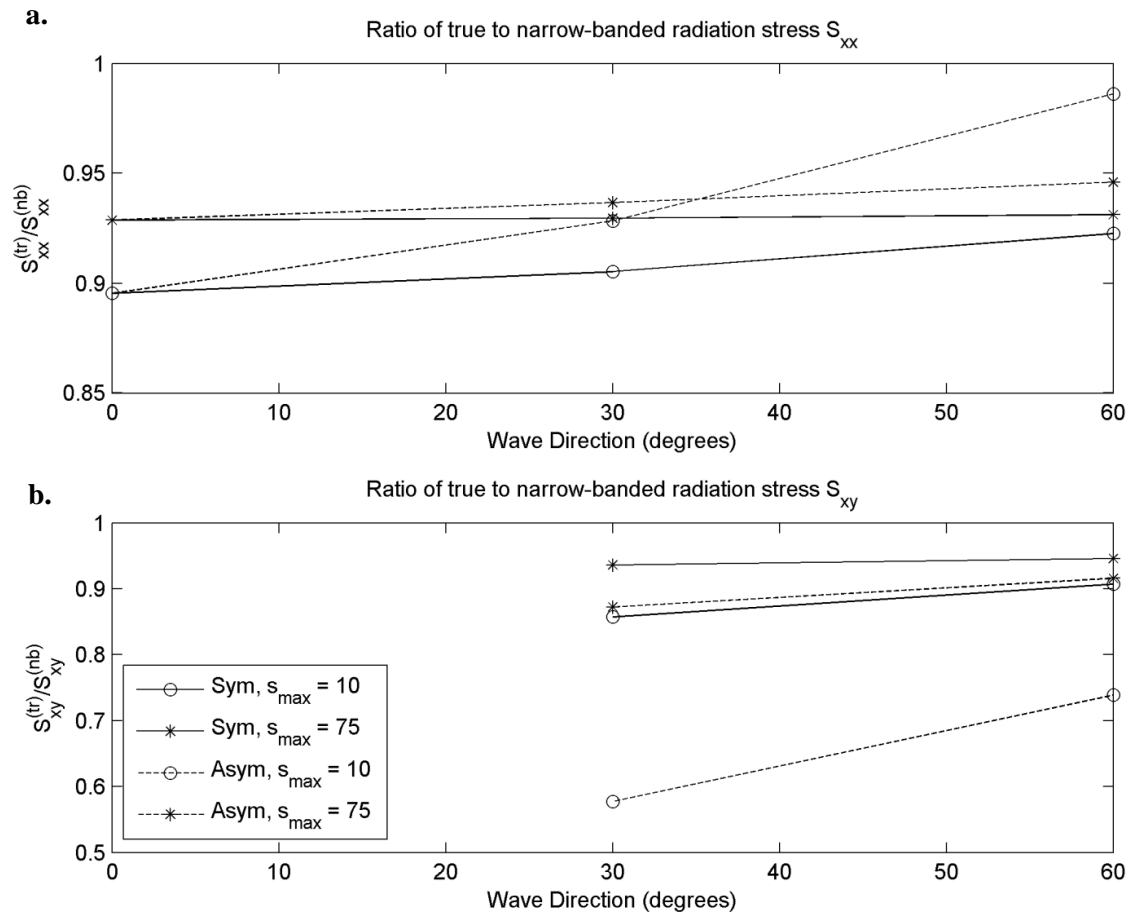 a.
Ratio of true to narrow-banded radiation stress S_xx
1
0.95
0.9
0.85
S_xx^(tr)/S_xx^(nb)
0 10 20 30 40 50 60
Wave Direction (degrees)
b.
Ratio of true to narrow-banded radiation stress S_xy
1
0.9
0.8
0.7
0.6
0.5
S_xy^(tr)/S_xy^(nb)
Sym, s_max = 10
Sym, s_max = 75
Asym, s_max = 10
Asym, s_max = 75
0 10 20 30 40 50 60
Wave Direction (degrees)